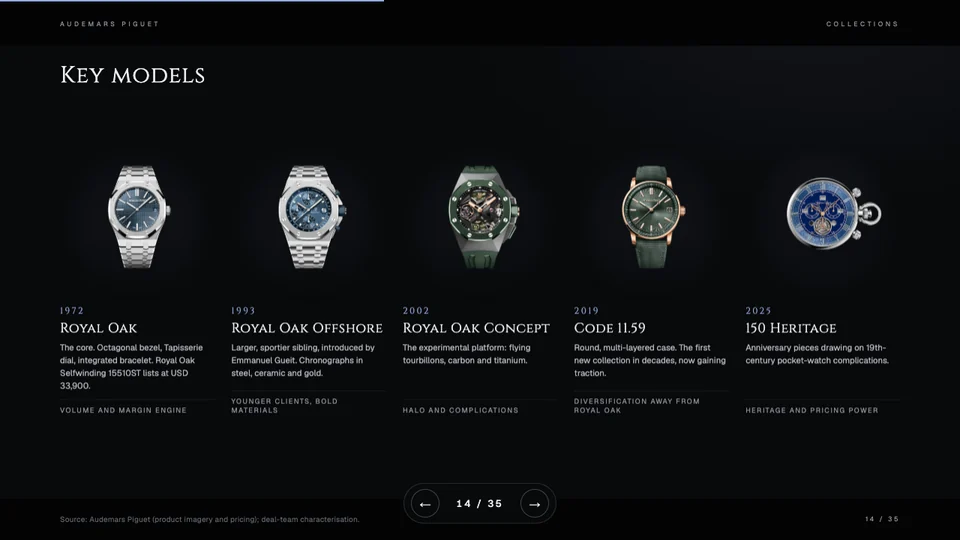 AUDEMARS PIGUET
COLLECTIONS
Key models
1972
Royal Oak
The core. Octagonal bezel, Tapisserie
dial, integrated bracelet. Royal Oak
Selfwinding 15510ST lists at USD
33,900.
VOLUME AND MARGIN ENGINE
1993
Royal Oak Offshore
Larger, sportier sibling, introduced by
Emmanuel Gueit. Chronographs in
steel, ceramic and gold.
YOUNGER CLIENTS, BOLD
MATERIALS
2002
Royal Oak Concept
The experimental platform: flying
tourbillons, carbon and titanium.
HALO AND COMPLICATIONS
2019
Code 11.59
Round, multi-layered case. The first
new collection in decades, now gaining
traction.
DIVERSIFICATION AWAY FROM
ROYAL OAK
2025
150 Heritage
Anniversary pieces drawing on 19th-
century pocket-watch complications.
HERITAGE AND PRICING POWER
← 14 / 35 →
Source: Audemars Piguet (product imagery and pricing); deal-team characterisation.
14 / 35